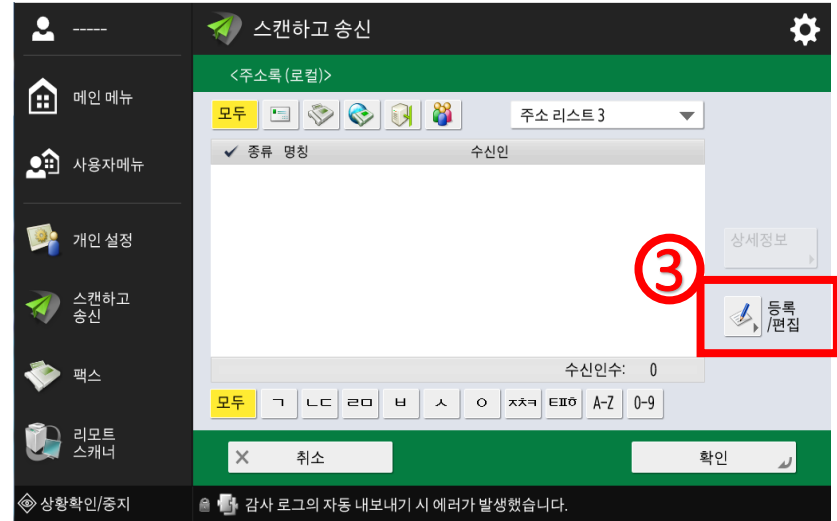 -----
스캔하고 송신
<주소록(로컬)>
메인 메뉴
모두
주소 리스트 3
✓ 종류 명칭 수신인
사용자메뉴
개인 설정
상세정보
③
스캔하고
송신
등록
/편집
수신인수: 0
팩스
모두 ㄱ ㄴㄷ ㄹㅁ ㅂ ㅅ ㅇ ㅈㅊㅋ ㅌㅍㅎ A-Z 0-9
리모트
스캐너
취소
확인
상황확인/중지
감사 로그의 자동 내보내기 시 에러가 발생했습니다.